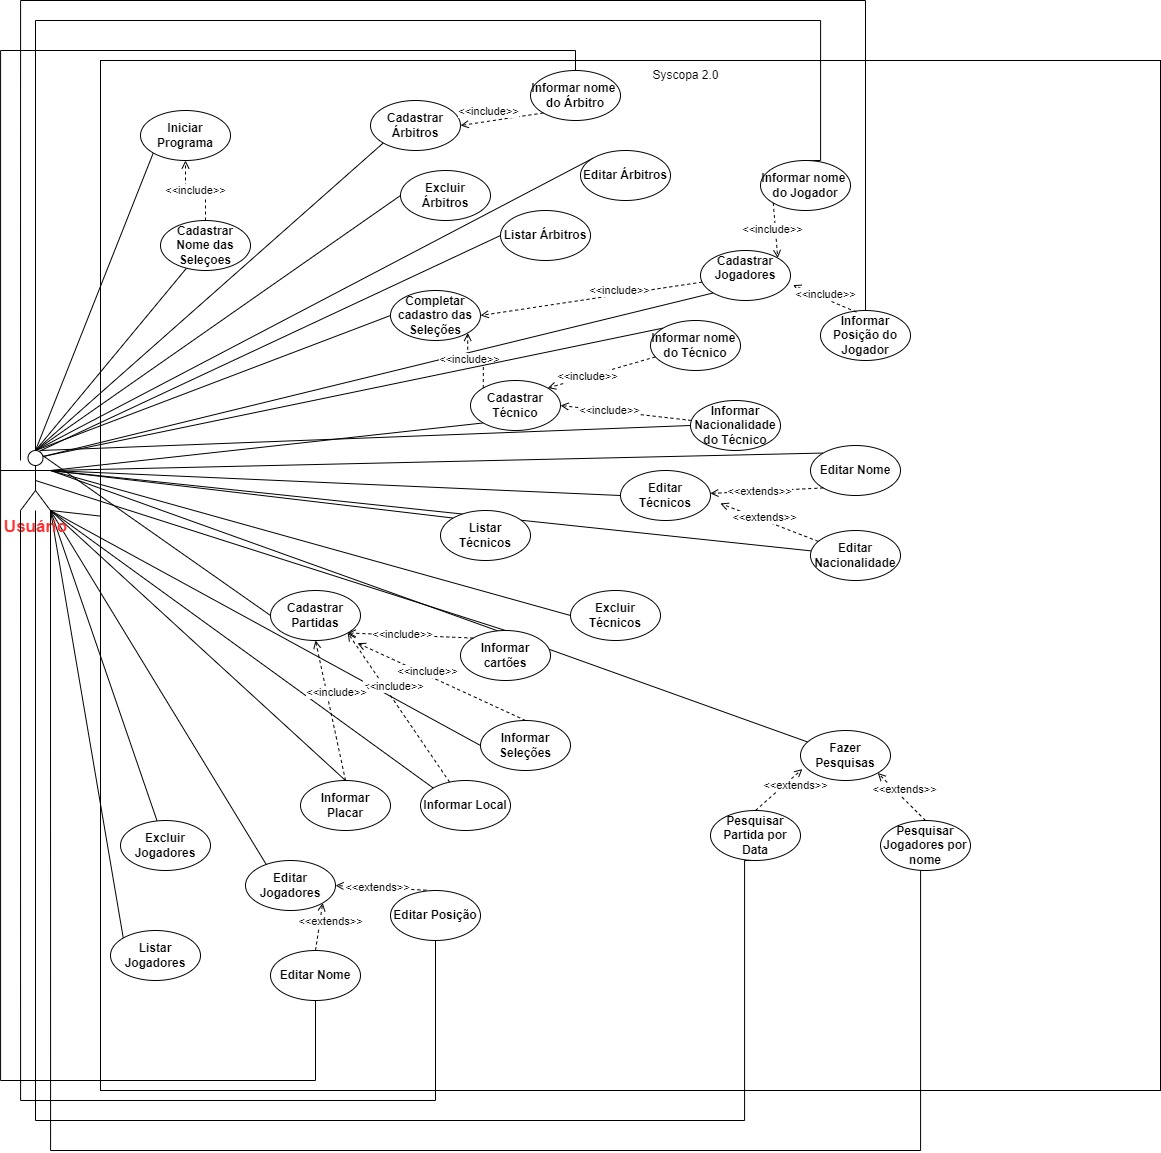 Syscopa 2.0
Informar nome
do Árbitro
<<include>>
Cadastrar
Árbitros
Iniciar
Programa
<<include>>
Cadastrar
Nome das
Seleçoes
Excluir
Árbitros
Editar Árbitros
Listar Árbitros
Informar nome
do Jogador
<<include>>
Cadastrar
Jogadores
<<include>>
<<include>>
Informar
Posição do
Jogador
Completar
cadastro das
Seleções
<<include>>
Informar nome
do Técnico
<<include>>
Cadastrar
Técnico
<<include>>
Informar
Nacionalidade
do Técnico
Editar Nome
<<extends>>
Editar
Técnicos
<<extends>>
Editar
Nacionalidade
Listar
Técnicos
Usuário
Cadastrar
Partidas
Excluir
Técnicos
<<include>>
Informar
cartões
<<include>>
<<include>>
<<include>>
Informar
Seleções
Fazer
Pesquisas
<<extends>>
<<extends>>
Informar
Placar
Informar Local
Pesquisar
Partida por
Data
Pesquisar
Jogadores por
nome
Excluir
Jogadores
Editar
Jogadores
<<extends>>
<<extends>>
Editar Posição
Listar
Jogadores
Editar Nome